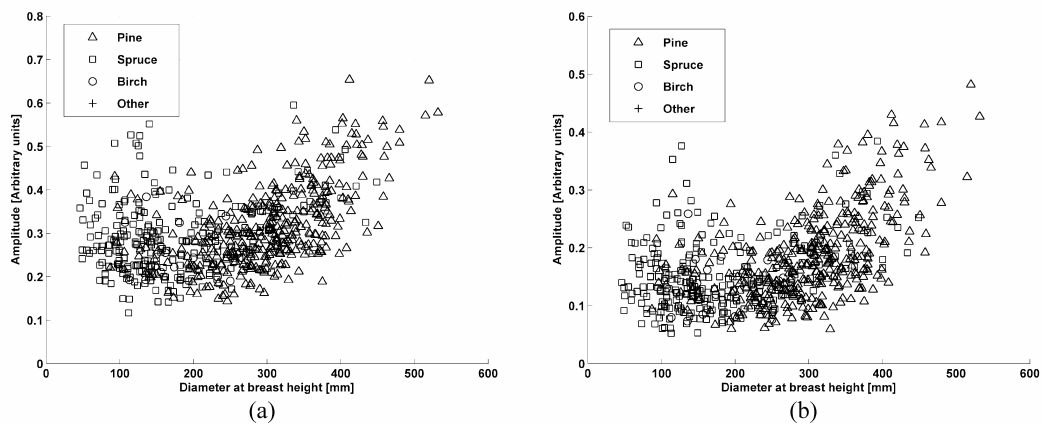 0.8
0.7
0.6
0.5
0.4
0.3
0.2
0.1
0
Amplitude [Arbitrary units]
Pine
Spruce
Birch
Other
0 100 200 300 400 500 600
Diameter at breast height [mm]
(a)
0.6
0.5
0.4
0.3
0.2
0.1
0
Amplitude [Arbitrary units]
Pine
Spruce
Birch
Other
0 100 200 300 400 500 600
Diameter at breast height [mm]
(b)